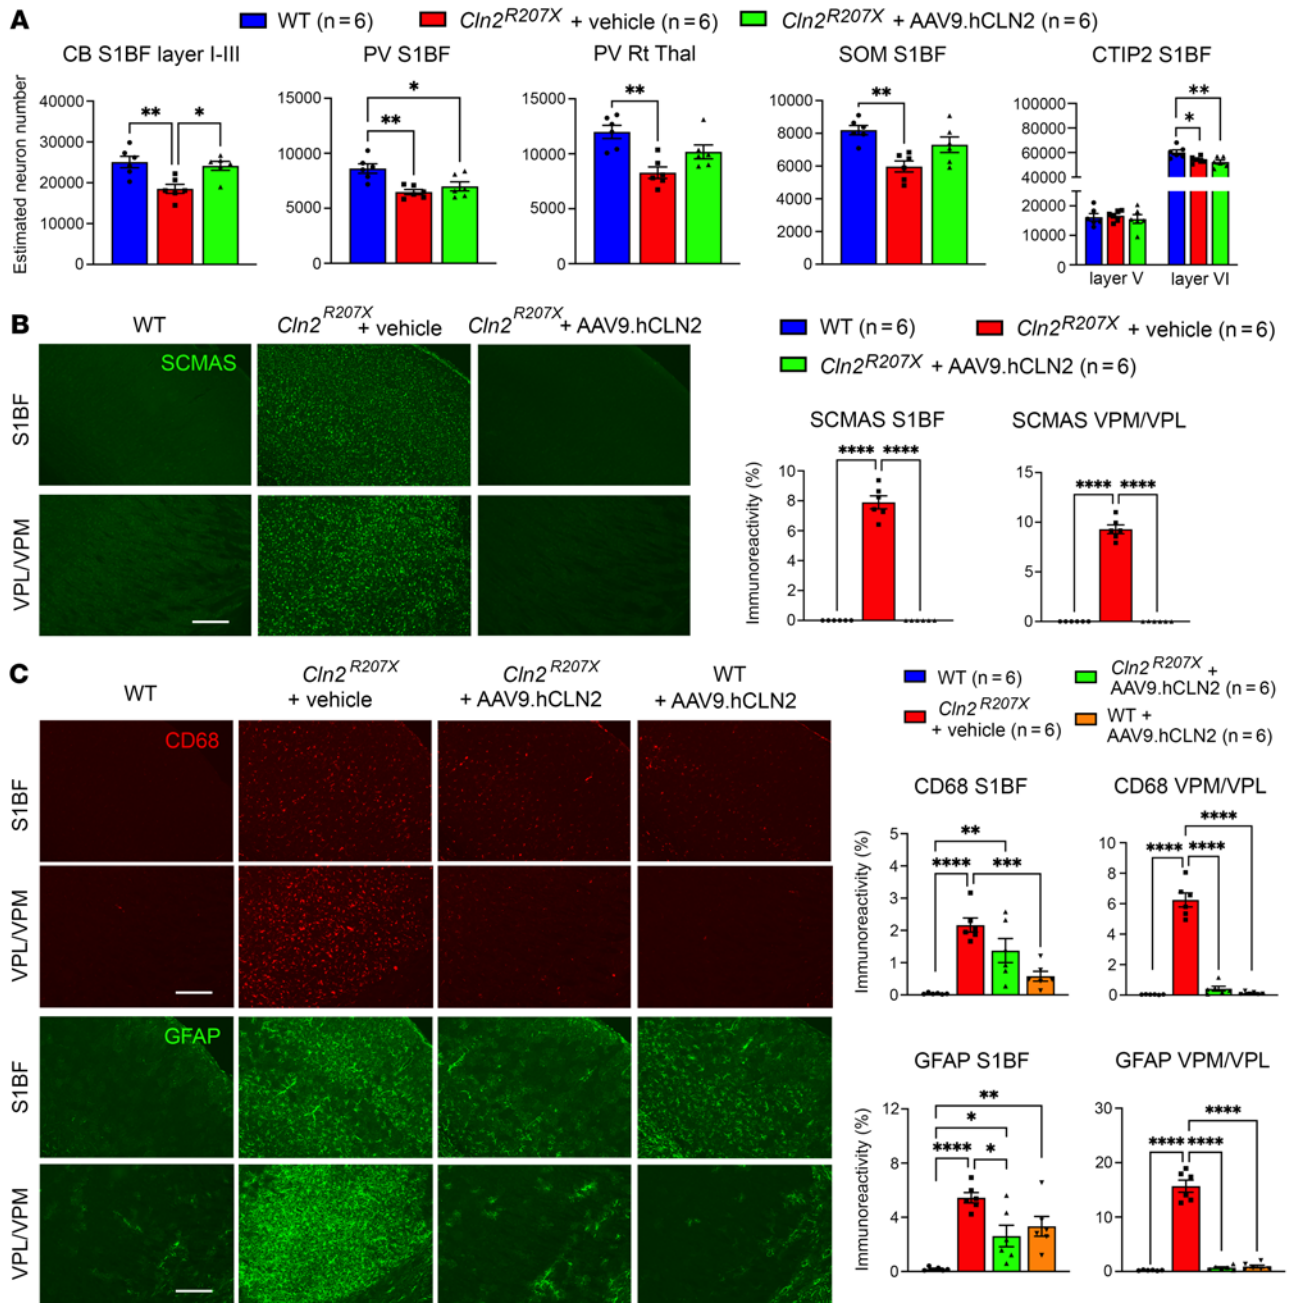 A
WT (n = 6)
Cln2R207X + vehicle (n = 6)
Cln2R207X + AAV9.hCLN2 (n = 6)
CB S1BF layer I-III
PV S1BF
PV Rt Thal
SOM S1BF
CTIP2 S1BF
Estimated neuron number
40000
30000
20000
10000
0
**
*
15000
10000
5000
0
*
**
15000
10000
5000
0
**
10000
8000
6000
4000
2000
0
**
100000
80000
60000
40000
20000
10000
0
**
*
layer V
layer VI
B
WT
Cln2R207X + vehicle
Cln2R207X + AAV9.hCLN2
SCMAS
S1BF
VPL/VPM
WT (n = 6)
Cln2R207X + vehicle (n = 6)
Cln2R207X + AAV9.hCLN2 (n = 6)
SCMAS S1BF
SCMAS VPM/VPL
Immunoreactivity (%)
10
8
6
4
2
0
**** ****
15
10
5
0
**** ****
C
WT
Cln2R207X
+ vehicle
Cln2R207X
+ AAV9.hCLN2
WT
+ AAV9.hCLN2
CD68
S1BF
VPL/VPM
GFAP
S1BF
VPL/VPM
WT (n = 6)
Cln2R207X
+ vehicle (n = 6)
Cln2R207X +
AAV9.hCLN2 (n = 6)
WT +
AAV9.hCLN2 (n = 6)
CD68 S1BF
CD68 VPM/VPL
Immunoreactivity (%)
5
4
3
2
1
0
**
**** ***
10
8
6
4
2
0
****
**** ****
GFAP S1BF
GFAP VPM/VPL
Immunoreactivity (%)
12
8
4
0
**
*
**** *
30
20
10
0
****
**** ****